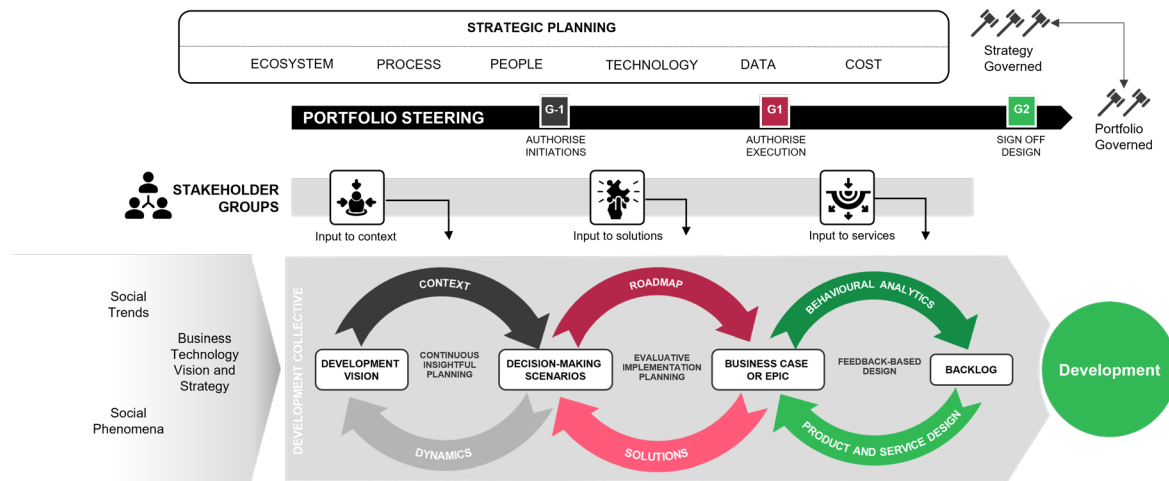 STRATEGIC PLANNING
ECOSYSTEM PROCESS PEOPLE TECHNOLOGY DATA COST
Strategy
Governed
PORTFOLIO STEERING
G-1
G1
G2
AUTHORISE
INITIATIONS
AUTHORISE
EXECUTION
SIGN OFF
DESIGN
Portfolio
Governed
STAKEHOLDER
GROUPS
Input to context
Input to solutions
Input to services
Social
Trends
Business
Technology
Vision and
Strategy
Social
Phenomena
DEVELOPMENT COLLECTIVE
CONTEXT
DEVELOPMENT
VISION
CONTINUOUS
INSIGHTFUL
PLANNING
DYNAMICS
ROADMAP
DECISION-MAKING
SCENARIOS
EVALUATIVE
IMPLEMENTATION
PLANNING
SOLUTIONS
BEHAVIOURAL ANALYTICS
BUSINESS CASE
OR EPIC
FEEDBACK-BASED
DESIGN
BACKLOG
PRODUCT AND SERVICE DESIGN
Development